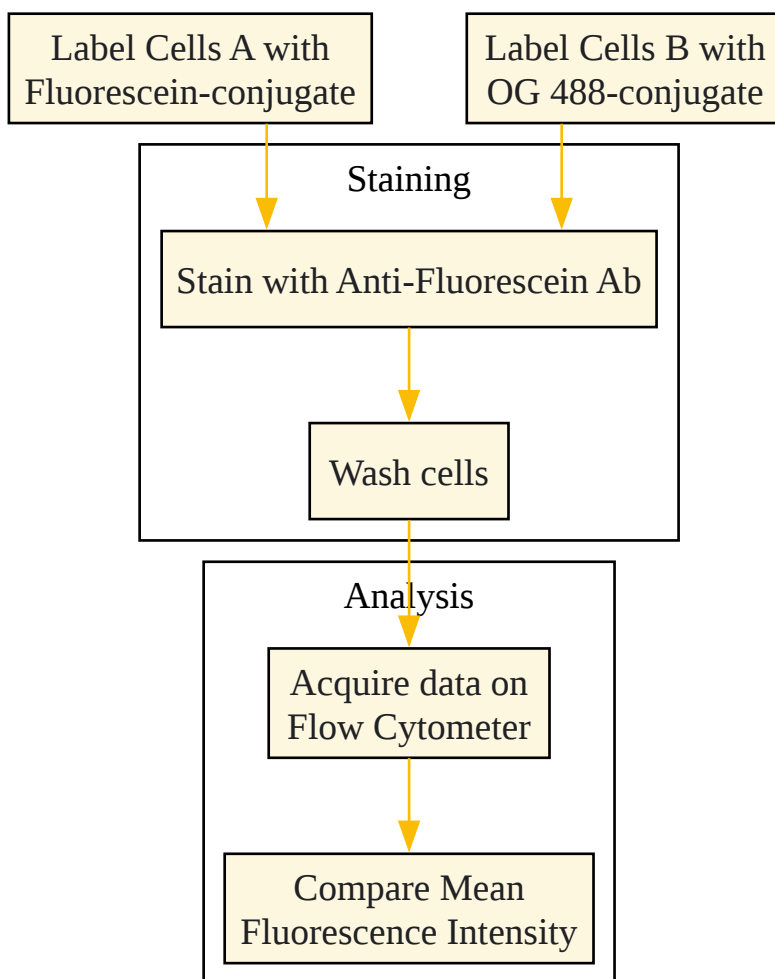 Label Cells A with
Fluorescein-conjugate
Label Cells B with
OG 488-conjugate
Staining
Stain with Anti-Fluorescein Ab
Wash cells
Analysis
Acquire data on
Flow Cytometer
Compare Mean
Fluorescence Intensity